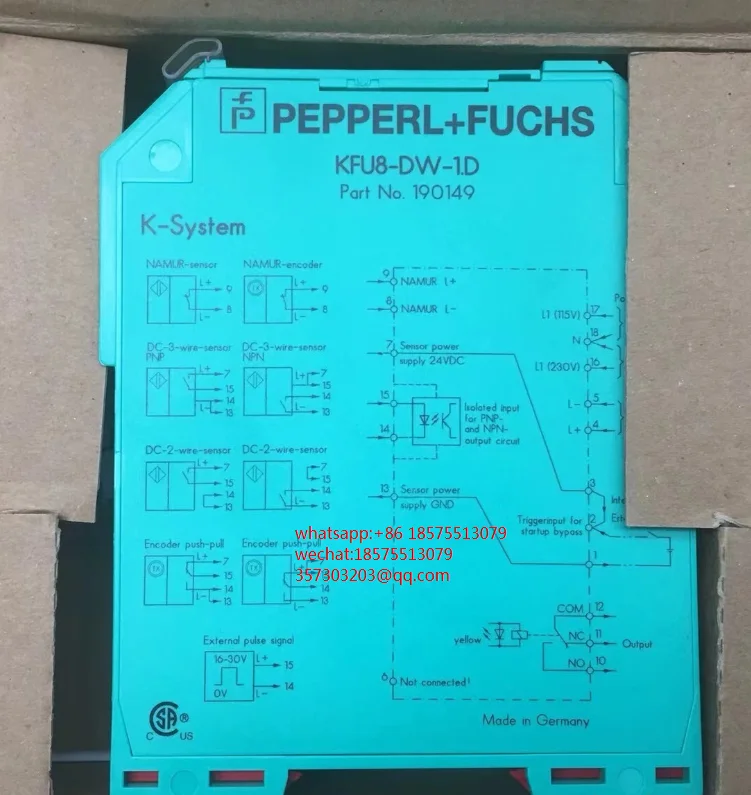 PEPPERL+FUCHS
KFU8-DW-1.D
Part No. 190149
K-System
NAMUR-sensor
NAMUR-encoder
L+
9
8
L-
L+
9
8
L-
DC-3-wire-sensor
PNP
DC-3-wire-sensor
NPN
L+
7
15
14
L-
13
L+
7
15
14
L-
13
DC-2-wire-sensor
DC-2-wire-sensor
L+
7
15
14
13
7
15
14
L-
13
Encoder push-pull
Encoder push-pull
L+
7
15
14
L-
13
L+
7
15
14
L-
13
External pulse signal
16-30V
0V
L+
15
L-
14
9
NAMUR L+
8
NAMUR L-
7
Sensor power
supply 24VDC
15
14
Isolated input
for PNP-
and NPN-
output circuit
13
Sensor power
supply GND
6
Not connected!
L1 (115V)
17
N
18
L1 (230V)
16
L-
5
L+
4
3
Triggerinput for
startup bypass
2
1
yellow
COM
12
NC
11
Output
NO
10
whatsapp:+86 18575513079
wechat:18575513079
357303203@qq.com
CSA
®
C US
Made in Germany